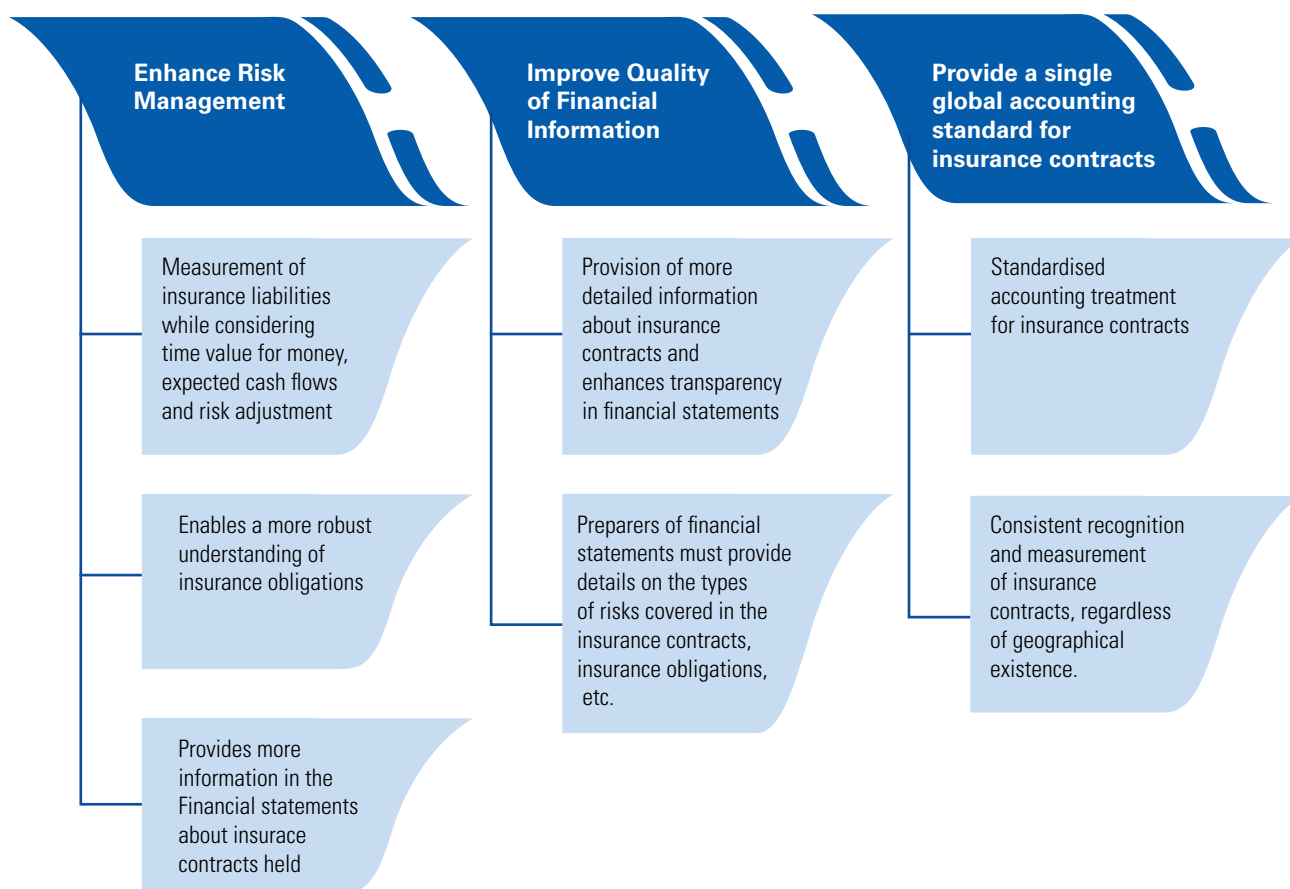 Enhance Risk
Management
Measurement of
insurance liabilities
while considering
time value for money,
expected cash flows
and risk adjustment
Enables a more robust
understanding of
insurance obligations
Provides more
information in the
Financial statements
about insurace
contracts held
Improve Quality
of Financial
Information
Provision of more
detailed information
about insurance
contracts and
enhances transparency
in financial statements
Preparers of financial
statements must provide
details on the types
of risks covered in the
insurance contracts,
insurance obligations,
etc.
Provide a single
global accounting
standard for
insurance contracts
Standardised
accounting treatment
for insurance contracts
Consistent recognition
and measurement
of insurance
contracts, regardless
of geographical
existence.